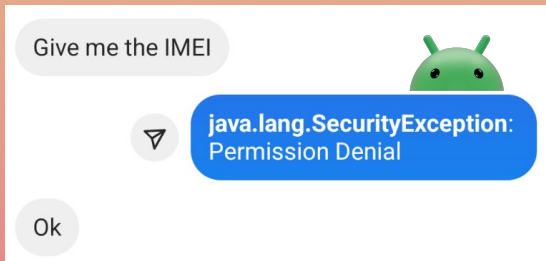 Give me the IMEI
java.lang.SecurityException:
Permission Denial
Ok